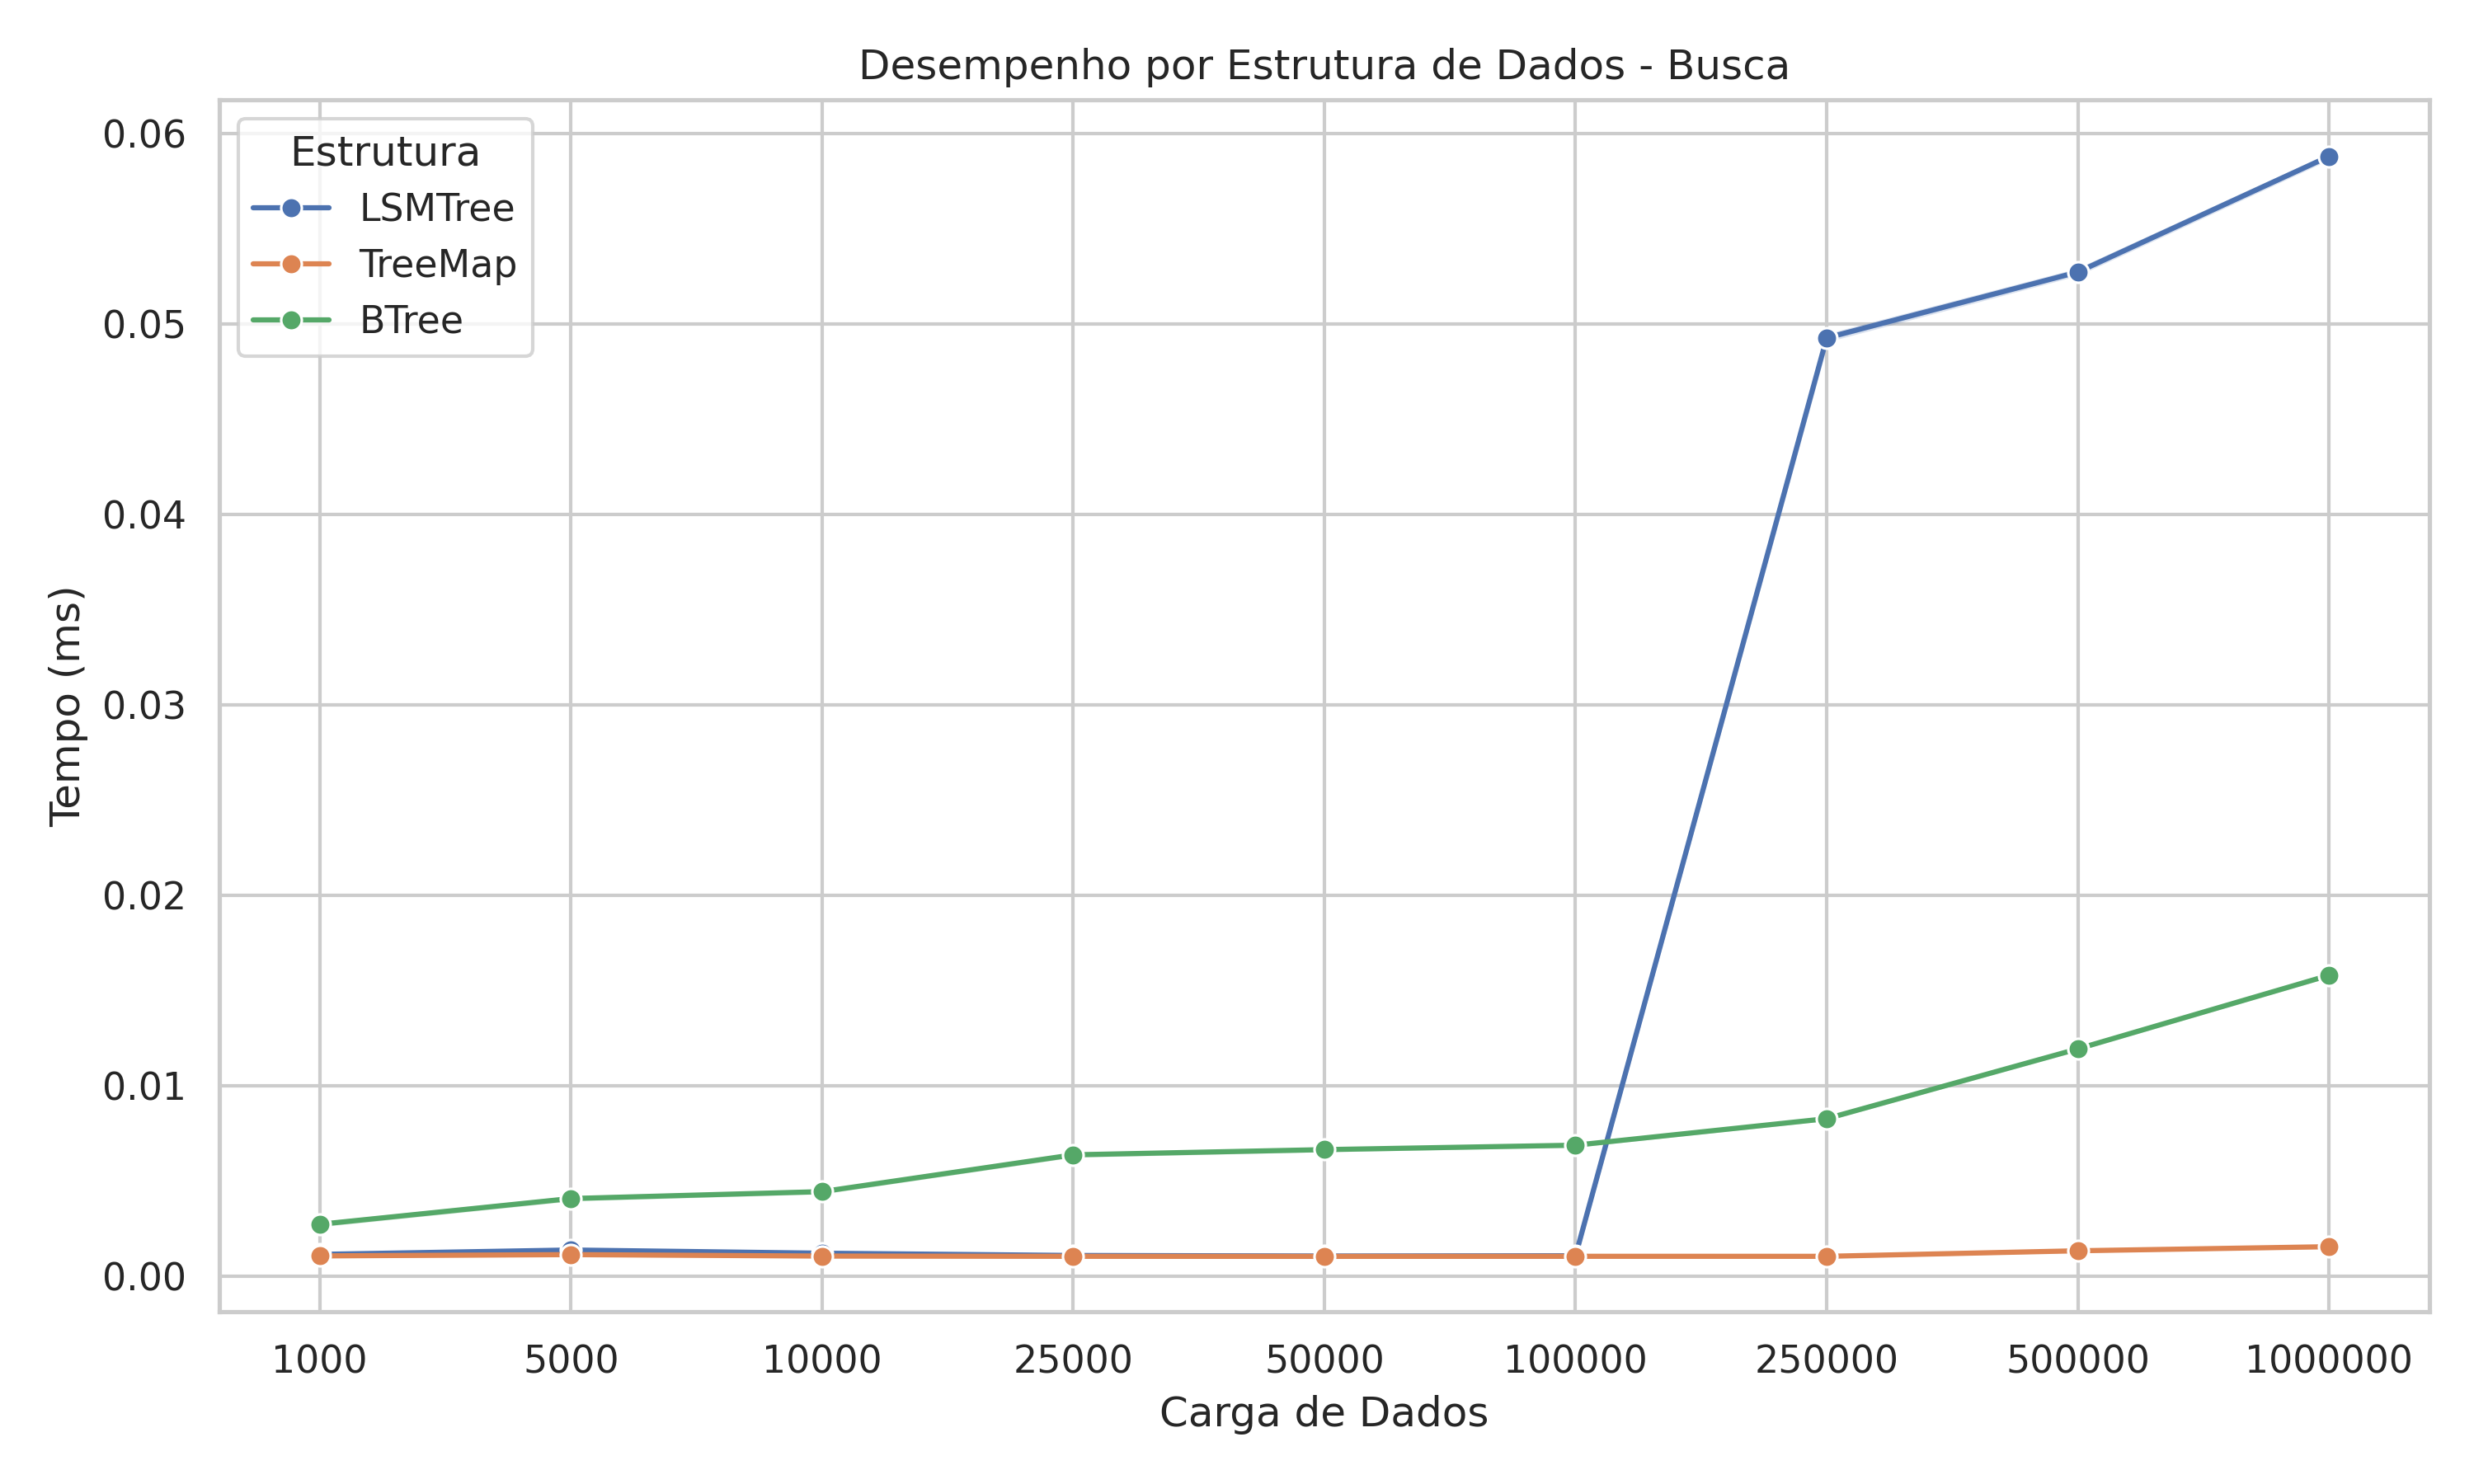 Desempenho por Estrutura de Dados - Busca
Estrutura
LSMTree
TreeMap
BTree
Tempo (ms)
0.06
0.05
0.04
0.03
0.02
0.01
0.00
1000 5000 10000 25000 50000 100000 250000 500000 1000000
Carga de Dados